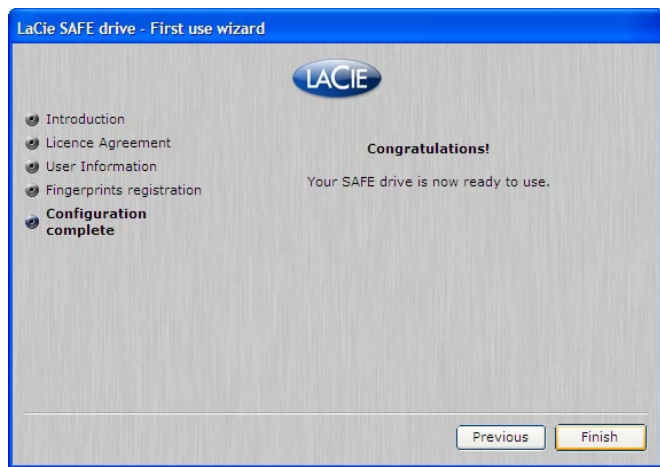 LaCie SAFE drive - First use wizard
LACIE
Introduction
Licence Agreement
User Information
Fingerprints registration
Configuration
complete
Congratulations!
Your SAFE drive is now ready to use.
Previous
Finish